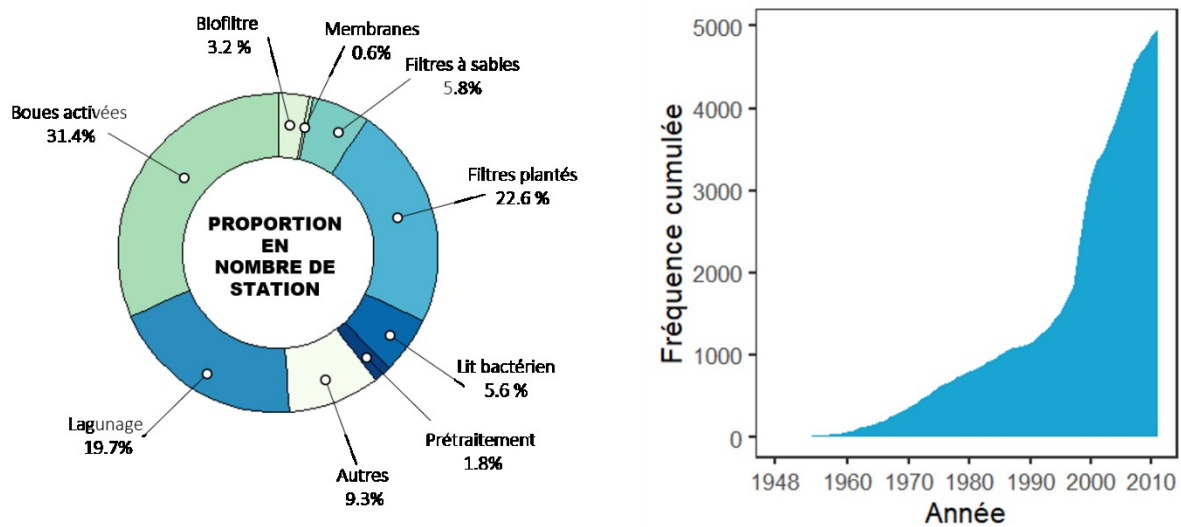 Biofiltre
3.2 %
Membranes
0.6%
Filtres à sables
5.8%
Boues activées
31.4%
Filtres plantés
22.6 %
PROPORTION
EN
NOMBRE DE
STATION
Lit bactérien
5.6 %
Lagunage
19.7%
Prétraitement
1.8%
Autres
9.3%
Fréquence cumulée
5000
4000
3000
2000
1000
0
1948 1960 1970 1980 1990 2000 2010
Année